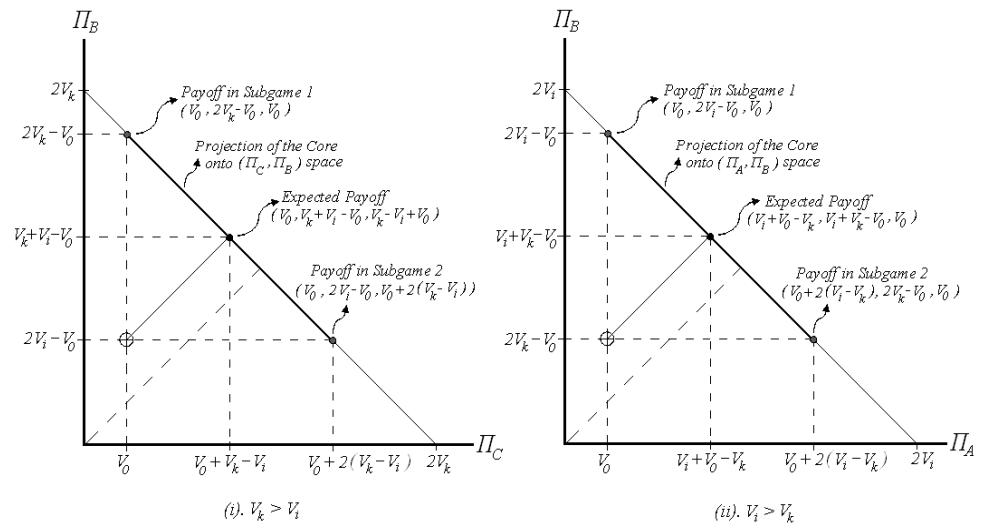 Π_B
2V_k
2V_k−V_0
V_k+V_i−V_0
2V_i−V_0
Payoff in Subgame 1
(V_0, 2V_k−V_0, V_0)
Projection of the Core
onto (Π_C, Π_B) space
Expected Payoff
(V_0, V_k+V_i−V_0, V_k−V_i+V_0)
Payoff in Subgame 2
(V_0, 2V_i−V_0, V_0+2(V_k−V_i))
V_0
V_0+V_k−V_i
V_0+2(V_k−V_i)
2V_k
Π_C
(i). V_k > V_i
Π_B
2V_i
2V_i−V_0
V_i+V_k−V_0
2V_k−V_0
Payoff in Subgame 1
(V_0, 2V_i−V_0, V_0)
Projection of the Core
onto (Π_A, Π_B) space
Expected Payoff
(V_i+V_0−V_k, V_i+V_k−V_0, V_0)
Payoff in Subgame 2
(V_0+2(V_i−V_k), 2V_k−V_0, V_0)
V_0
V_i+V_0−V_k
V_0+2(V_i−V_k)
2V_i
Π_A
(ii). V_i > V_k